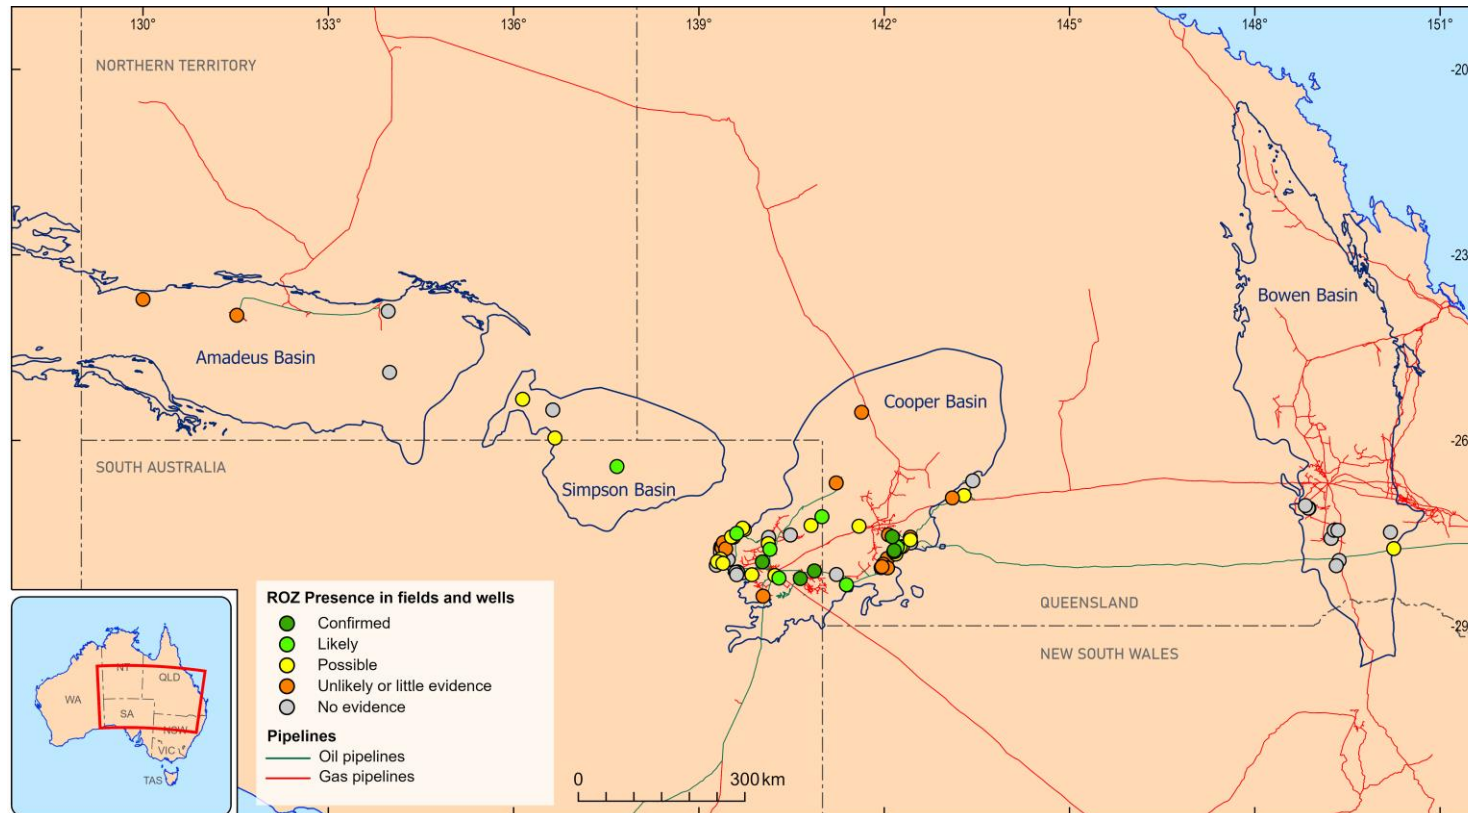 130° 133° 136° 139° 142° 145° 148° 151°
NORTHERN TERRITORY
-20
-23
Bowen Basin
Amadeus Basin
Cooper Basin
-26
SOUTH AUSTRALIA
Simpson Basin
ROZ Presence in fields and wells
Confirmed
Likely
Possible
Unlikely or little evidence
No evidence
Pipelines
Oil pipelines
Gas pipelines
QUEENSLAND
-29
NEW SOUTH WALES
0 300 km
NT
QLD
WA
SA
NSW
VIC
TAS